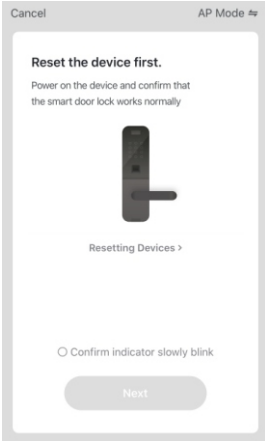 Cancel AP Mode ⇋
Reset the device first.
Power on the device and confirm that
the smart door lock works normally
Resetting Devices >
Confirm indicator slowly blink
Next